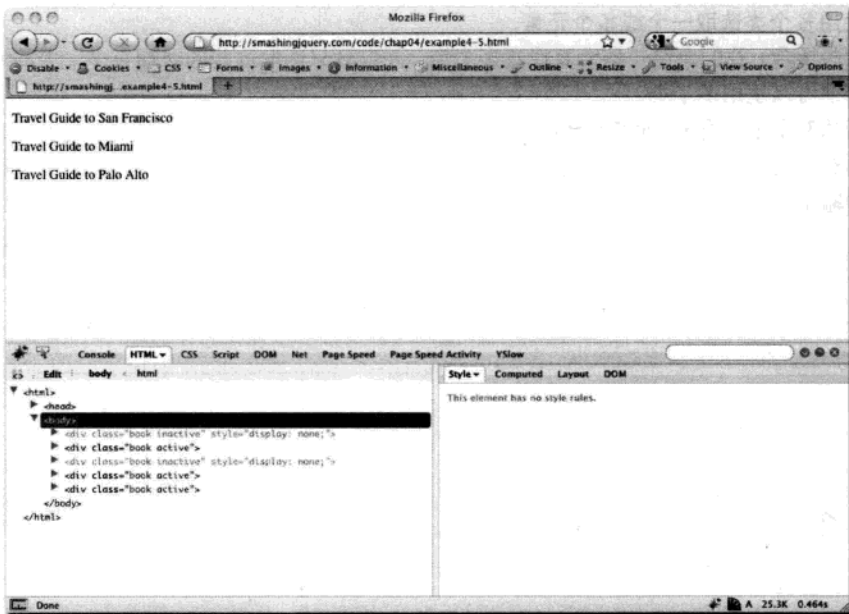 Mozilla Firefox
http://smashingjquery.com/code/chap04/example4-5.html
Google
Disable Cookies CSS Forms Images Information Miscellaneous Outline Resize Tools View Source Options
http://smashingj...example4-5.html +
Travel Guide to San Francisco
Travel Guide to Miami
Travel Guide to Palo Alto
Console HTML CSS Script DOM Net Page Speed Page Speed Activity YSlow
Edit body < html
Style Computed Layout DOM
This element has no style rules.
<html>
<head>
<body>
<div class="book inactive" style="display: none;">
<div class="book active">
<div class="book inactive" style="display: none;">
<div class="book active">
<div class="book active">
</body>
</html>
Done
A 25.3K 0.464s